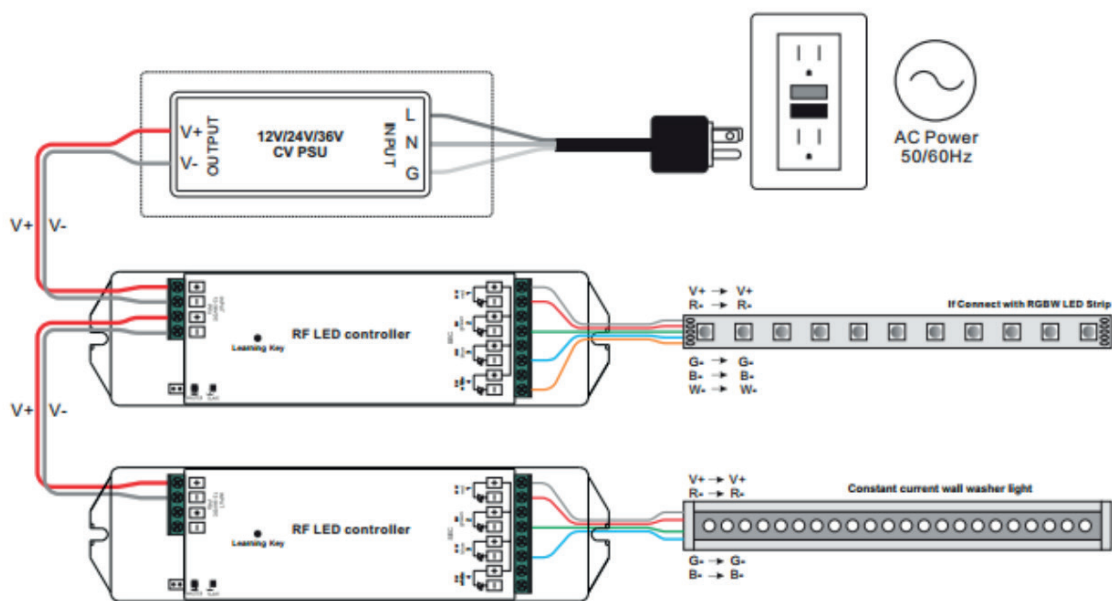 L
V+
12V/24V/36V
N
V-
OUTPUT
CV PSU
INPUT
G
AC Power
50/60Hz
V+
V-
V+ → V+
R- → R-
If Connect with RGBW LED Strip
RF LED controller
Learning Key
G- → G-
B- → B-
W- → W-
V+
V-
V+ → V+
R- → R-
Constant current wall washer light
RF LED controller
Learning Key
G- → G-
B- → B-